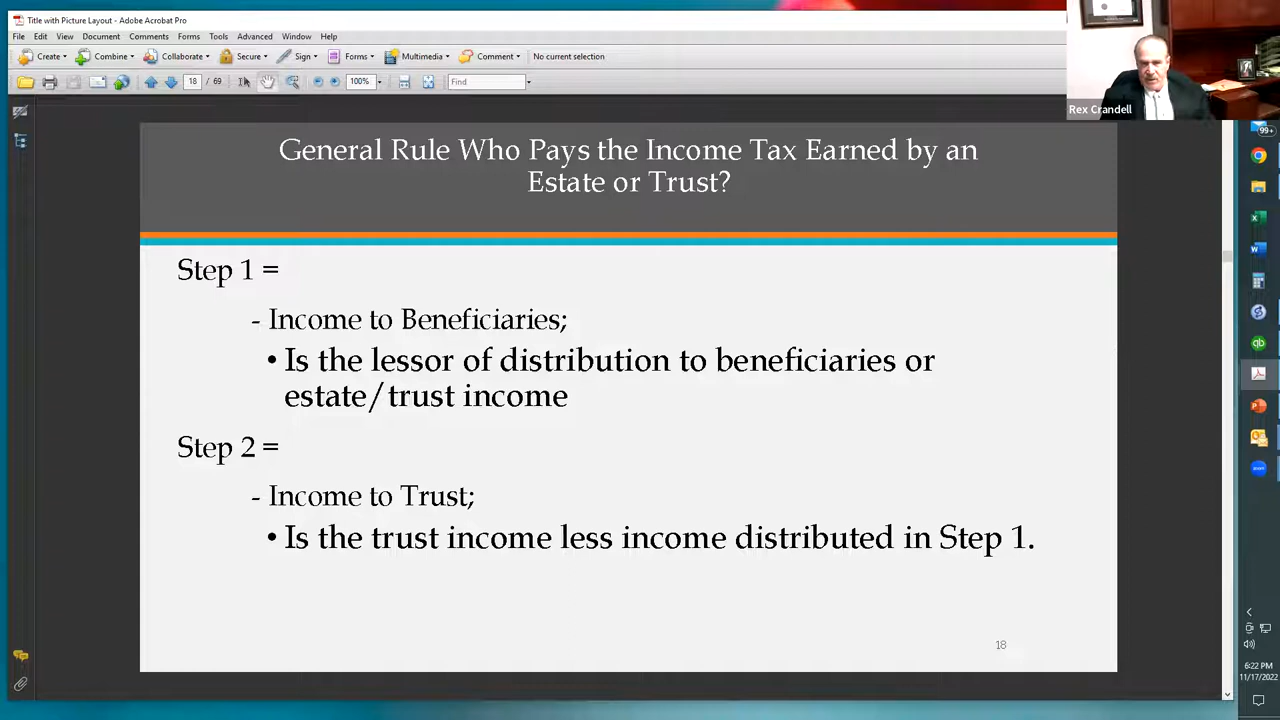 Title with Picture Layout - Adobe Acrobat Pro
File Edit View Document Comments Forms Tools Advanced Window Help
Create Combine Collaborate Secure Sign Forms Multimedia Comment No current selection
18 / 69 100% Find
Rex Crandell
99+
General Rule Who Pays the Income Tax Earned by an
Estate or Trust?
Step 1 =
- Income to Beneficiaries;
• Is the lessor of distribution to beneficiaries or
estate/trust income
Step 2 =
- Income to Trust;
• Is the trust income less income distributed in Step 1.
18
6:22 PM
11/17/2022